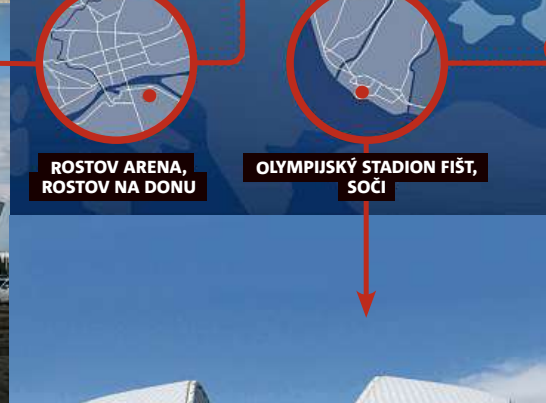 ROSTOV ARENA,
ROSTOV NA DONU
OLYMPIJSKÝ STADION FIŠT,
SOČI